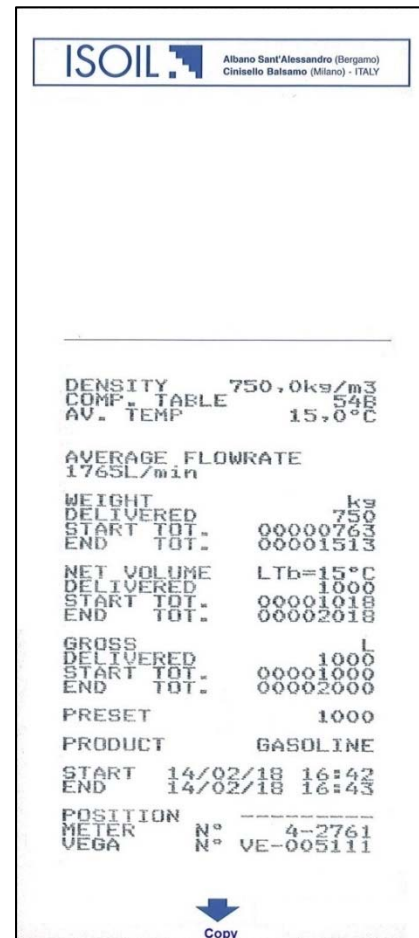 ISOIL
Albano Sant'Alessandro (Bergamo)
Cinisello Balsamo (Milano) - ITALY
DENSITY 750,0kg/m3
COMP. TABLE 54B
AV. TEMP 15,0°C
AVERAGE FLOWRATE
1765L/min
WEIGHT kg
DELIVERED 750
START TOT. 00000763
END TOT. 00001513
NET VOLUME LTb=15°C
DELIVERED 1000
START TOT. 00001018
END TOT. 00002018
GROSS L
DELIVERED 1000
START TOT. 00001000
END TOT. 00002000
PRESET 1000
PRODUCT GASOLINE
START 14/02/18 16:42
END 14/02/18 16:43
POSITION ---------
METER N° 4-2761
VEGA N° VE-005111
Copy